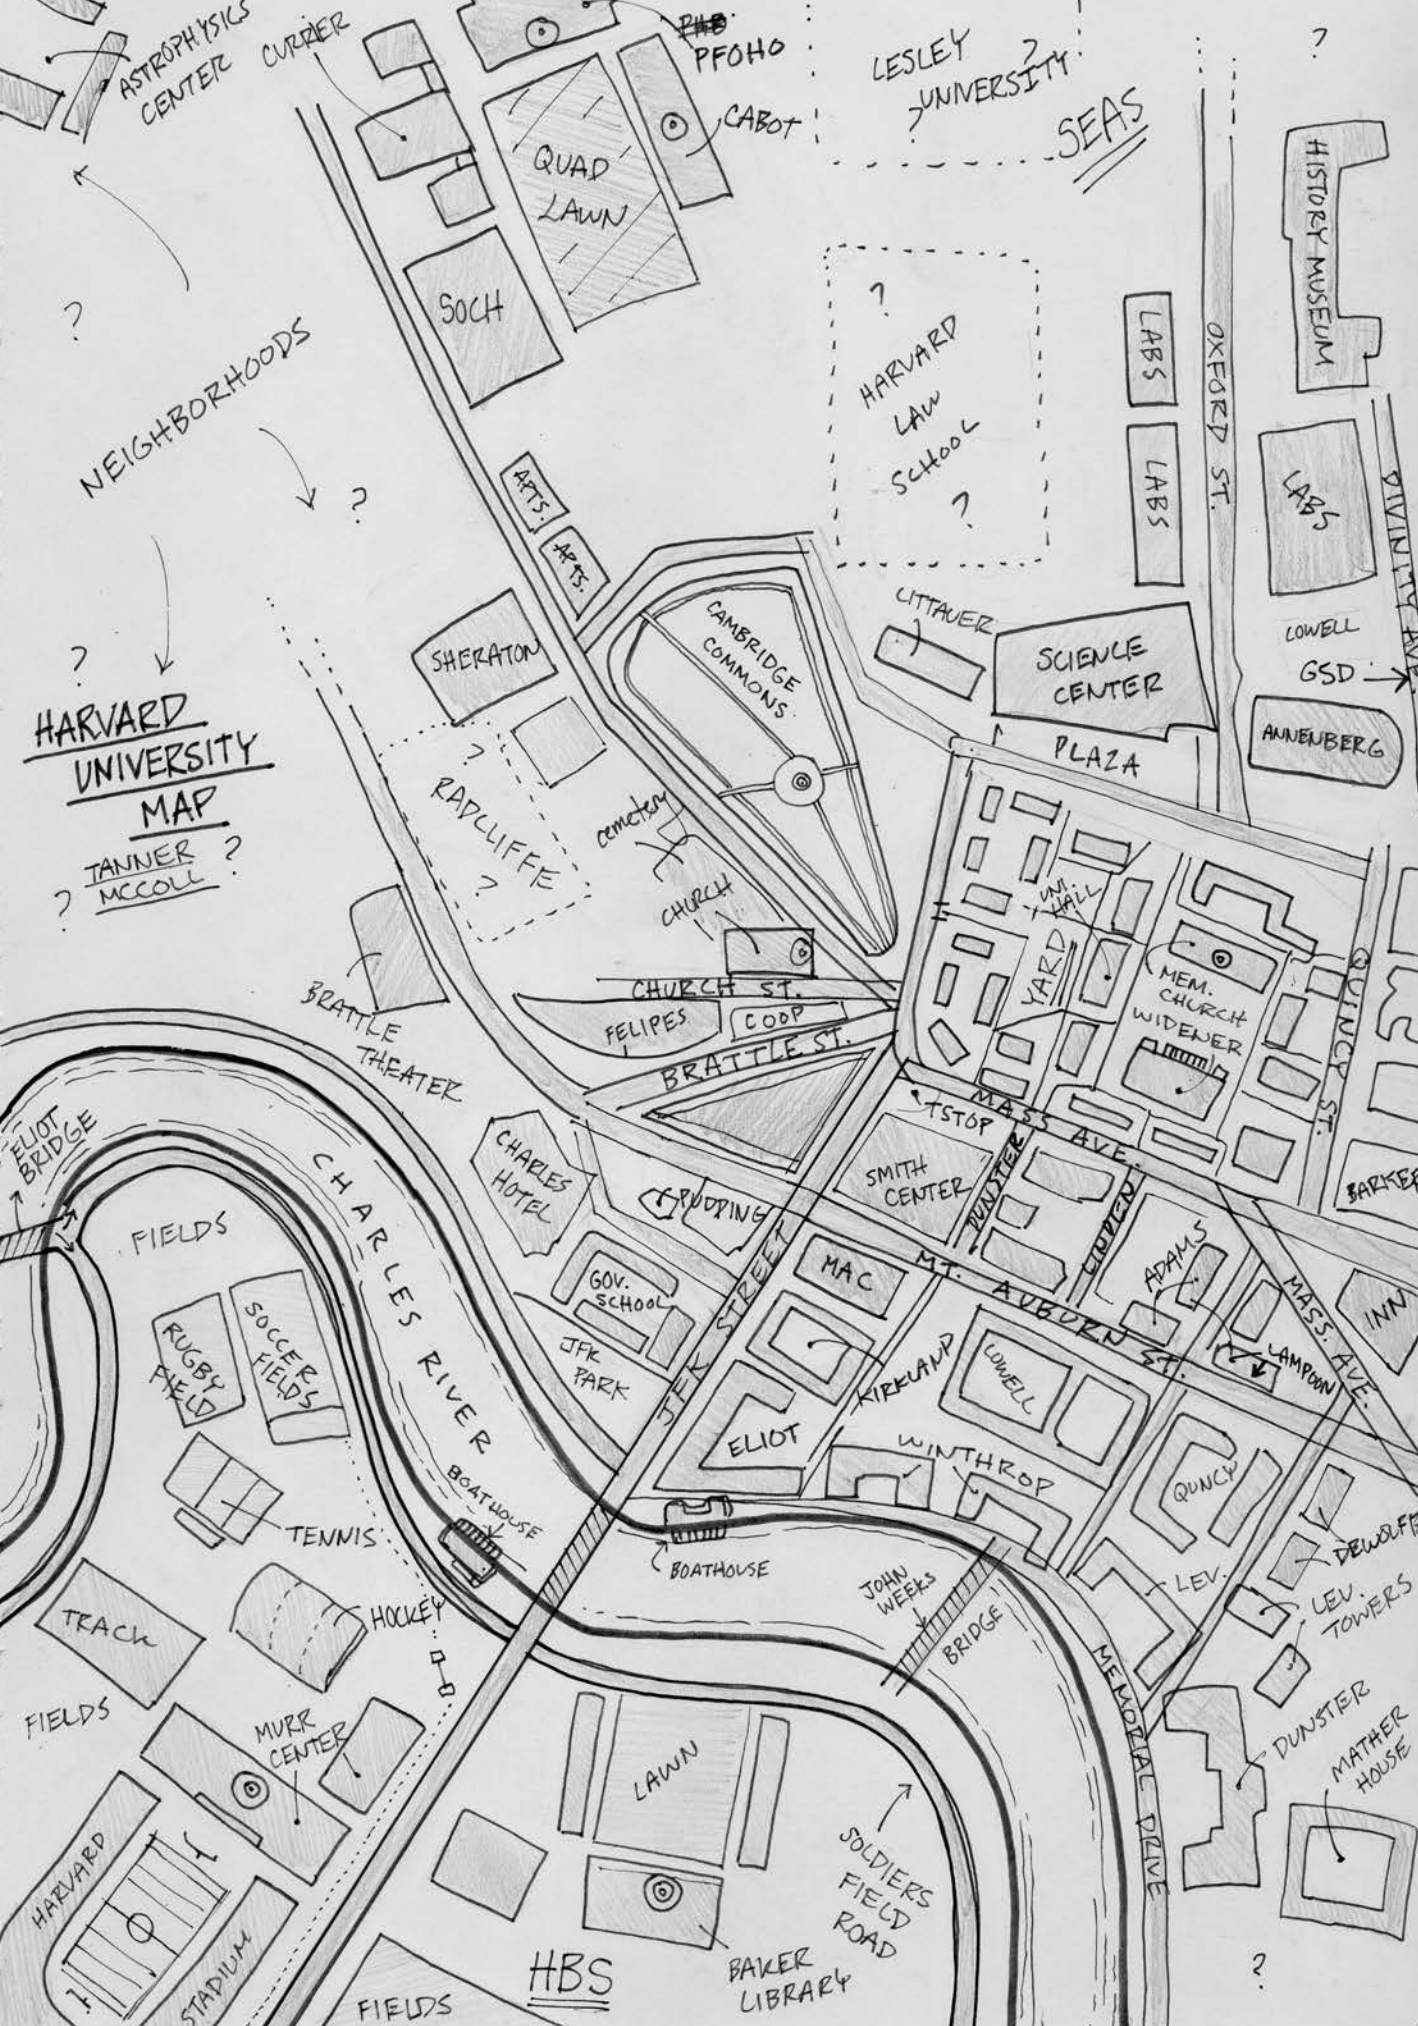 ASTROPHYSICS
CENTER
CURRIER
PFOHO
CABOT
QUAD
LAWN
LESLEY ?
UNIVERSITY
?
SEAS
?
HISTORY MUSEUM
SOCH
?
NEIGHBORHOODS
?
?
HARVARD
LAW
SCHOOL
?
LABS
LABS
OXFORD ST.
LABS
DIVINITY AVE.
APTS.
APTS.
?
HARVARD
UNIVERSITY
MAP
TANNER
MCCOLL
?
?
SHERATON
CAMBRIDGE
COMMONS
LITTAUER
SCIENCE
CENTER
PLAZA
LOWELL
GSD
ANNENBERG
?
RADCLIFFE
?
cemetery
CHURCH
UNI.
HALL
YARD
MEM.
CHURCH
WIDENER
QUINCY ST.
BRATTLE
THEATER
CHURCH ST.
FELIPES
COOP
BRATTLE ST.
MASS AVE.
TSTOP
SMITH
CENTER
DUNSTER
LINDEN
BARKER
ELIOT
BRIDGE
CHARLES RIVER
CHARLES
HOTEL
PUDDING
FIELDS
GOV.
SCHOOL
JFK STREET
MAC
MT. AUBURN ST.
ADAMS
MASS. AVE.
INN
LAMPOON
RUGBY
FIELD
SOCCER
FIELDS
JFK
PARK
KIRKLAND
LOWELL
ELIOT
WINTHROP
QUNCY
BOATHOUSE
TENNIS
BOATHOUSE
JOHN
WEEKS
BRIDGE
LEV.
DEWOLFE
LEV.
TOWERS
TRACK
HOCKEY
FIELDS
MURR
CENTER
MEMORIAL DRIVE
DUNSTER
MATHER
HOUSE
LAWN
SOLDIERS
FIELD
ROAD
HARVARD
STADIUM
HBS
BAKER
LIBRARY
FIELDS
?